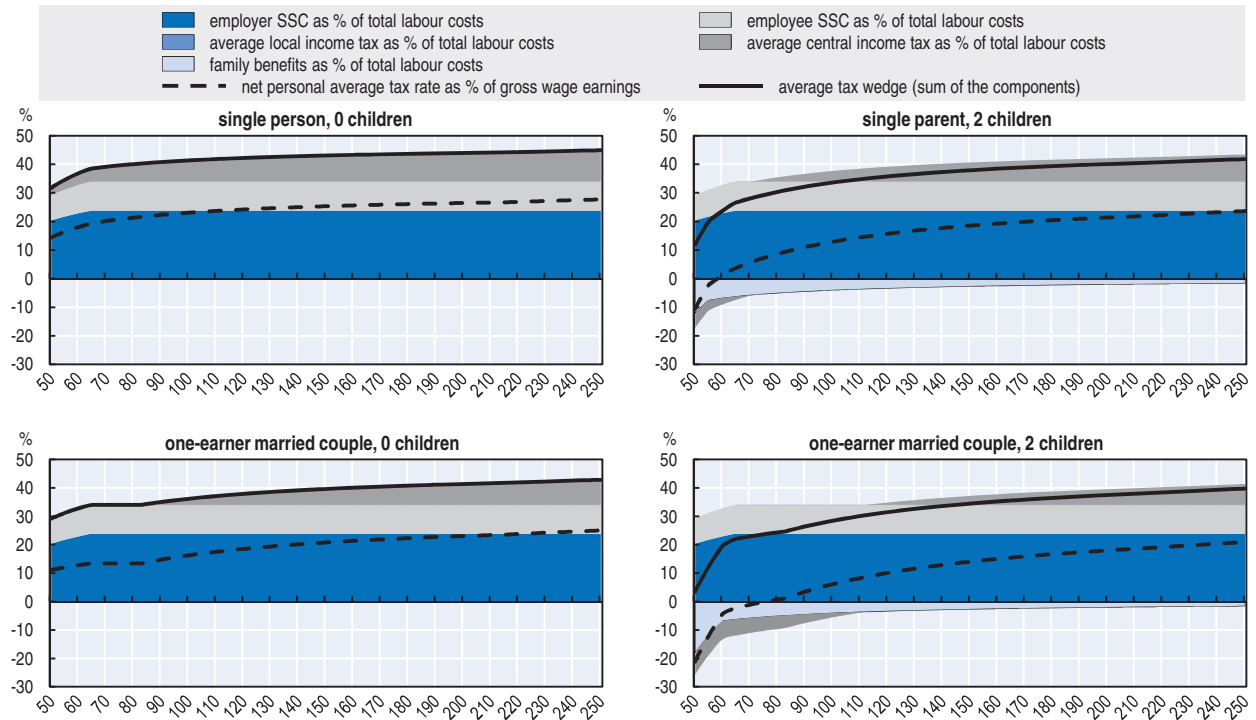 employer SSC as % of total labour costs
employee SSC as % of total labour costs
average local income tax as % of total labour costs
average central income tax as % of total labour costs
family benefits as % of total labour costs
net personal average tax rate as % of gross wage earnings
average tax wedge (sum of the components)
%
single person, 0 children
50
40
30
20
10
0
-10
-20
-30
50 60 70 80 90 100 110 120 130 140 150 160 170 180 190 200 210 220 230 240 250
%
single parent, 2 children
50
40
30
20
10
0
-10
-20
-30
50 60 70 80 90 100 110 120 130 140 150 160 170 180 190 200 210 220 230 240 250
%
one-earner married couple, 0 children
50
40
30
20
10
0
-10
-20
-30
50 60 70 80 90 100 110 120 130 140 150 160 170 180 190 200 210 220 230 240 250
%
one-earner married couple, 2 children
50
40
30
20
10
0
-10
-20
-30
50 60 70 80 90 100 110 120 130 140 150 160 170 180 190 200 210 220 230 240 250